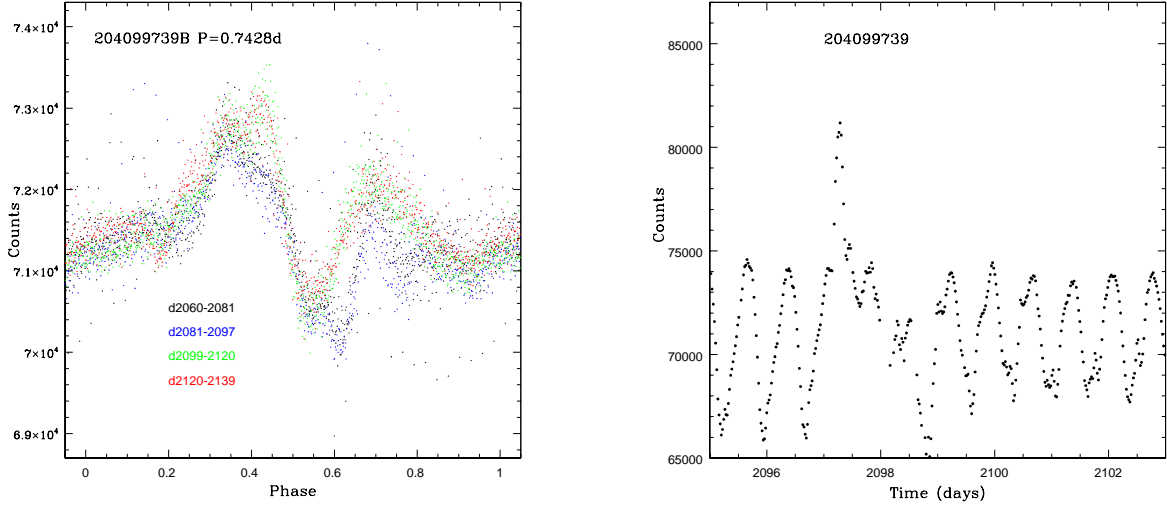 204099739B P=0.7428d
7.4×10⁴
7.3×10⁴
7.2×10⁴
7.1×10⁴
7×10⁴
6.9×10⁴
Counts
d2060-2081
d2081-2097
d2099-2120
d2120-2139
0 0.2 0.4 0.6 0.8 1
Phase
204099739
85000
80000
75000
70000
65000
Counts
2096 2098 2100 2102
Time (days)